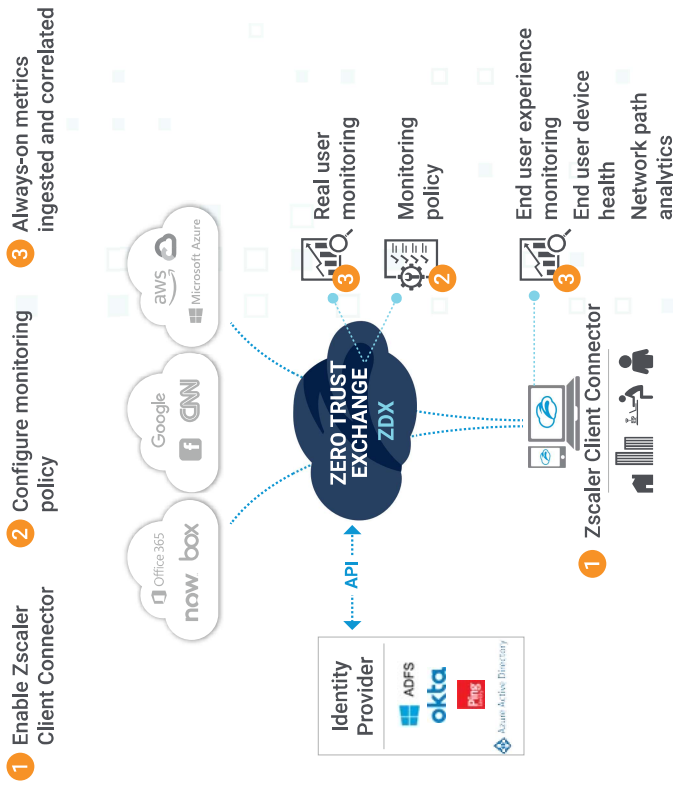 1 Enable Zscaler
Client Connector
2 Configure monitoring
policy
3 Always-on metrics
ingested and correlated
Office 365
now box
Google
f CNN
aws
Microsoft Azure
Identity
Provider
ADFS
okta
Ping
Azure Active Directory
API
ZERO TRUST
EXCHANGE
ZDX
3
Real user
monitoring
2
Monitoring
policy
1 Zscaler Client Connector
3
End user experience
monitoring
End user device
health
Network path
analytics